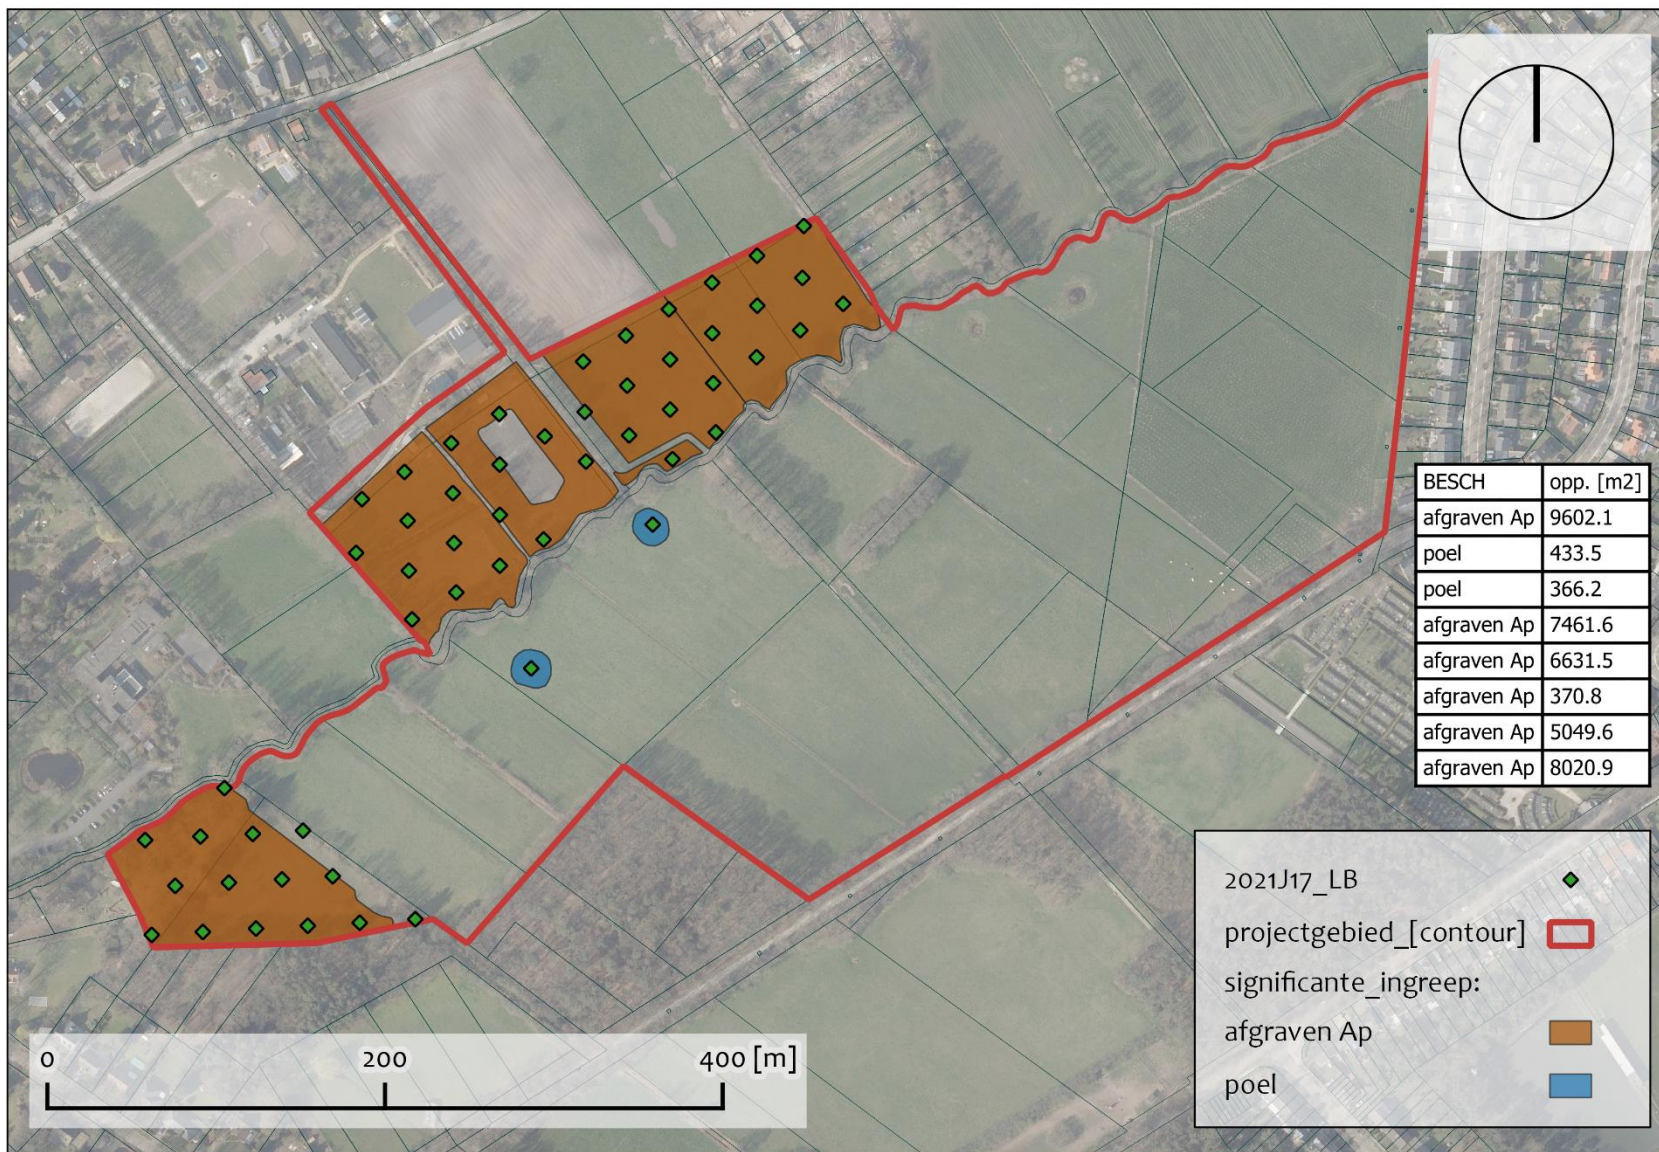 BESCH opp. [m2]
afgraven Ap 9602.1
poel 433.5
poel 366.2
afgraven Ap 7461.6
afgraven Ap 6631.5
afgraven Ap 370.8
afgraven Ap 5049.6
afgraven Ap 8020.9
2021J17_LB
projectgebied_[contour]
significante_ingreep:
afgraven Ap
poel
0 200 400 [m]